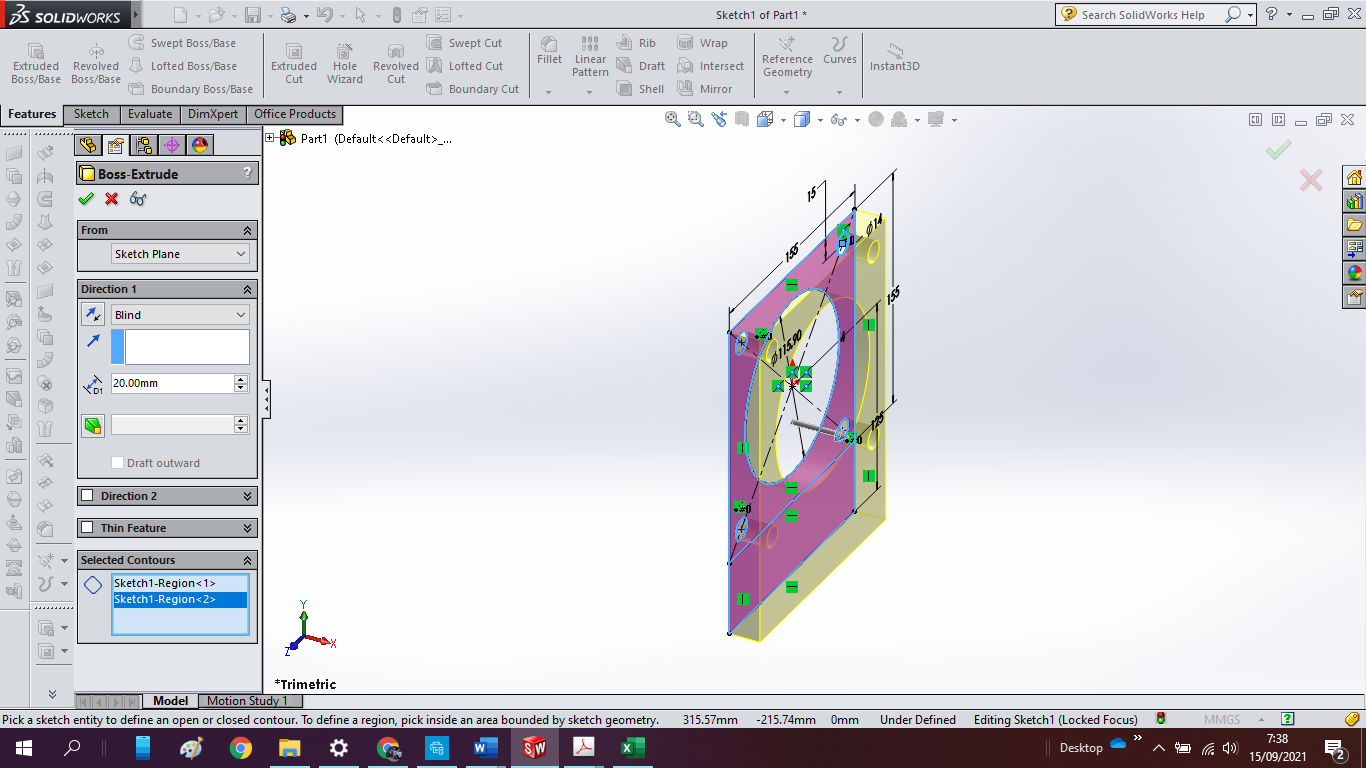 SOLIDWORKS
Sketch1 of Part1 *
Search SolidWorks Help
Extruded Boss/Base
Revolved Boss/Base
Swept Boss/Base
Lofted Boss/Base
Boundary Boss/Base
Extruded Cut
Hole Wizard
Revolved Cut
Swept Cut
Lofted Cut
Boundary Cut
Fillet
Linear Pattern
Rib
Draft
Shell
Wrap
Intersect
Mirror
Reference Geometry
Curves
Instant3D
Features
Sketch
Evaluate
DimXpert
Office Products
Part1 (Default<<Default>_...
Boss-Extrude
?
From
Sketch Plane
Direction 1
Blind
D1
20.00mm
Draft outward
Direction 2
Thin Feature
Selected Contours
Sketch1-Region<1>
Sketch1-Region<2>
15
Ø14
155
155
Ø115.90
4
125
Y
X
Z
*Trimetric
Model
Motion Study 1
Pick a sketch entity to define an open or closed contour. To define a region, pick inside an area bounded by sketch geometry.
315.57mm
-215.74mm
0mm
Under Defined
Editing Sketch1 (Locked Focus)
MMGS
Desktop
7:38
15/09/2021
2